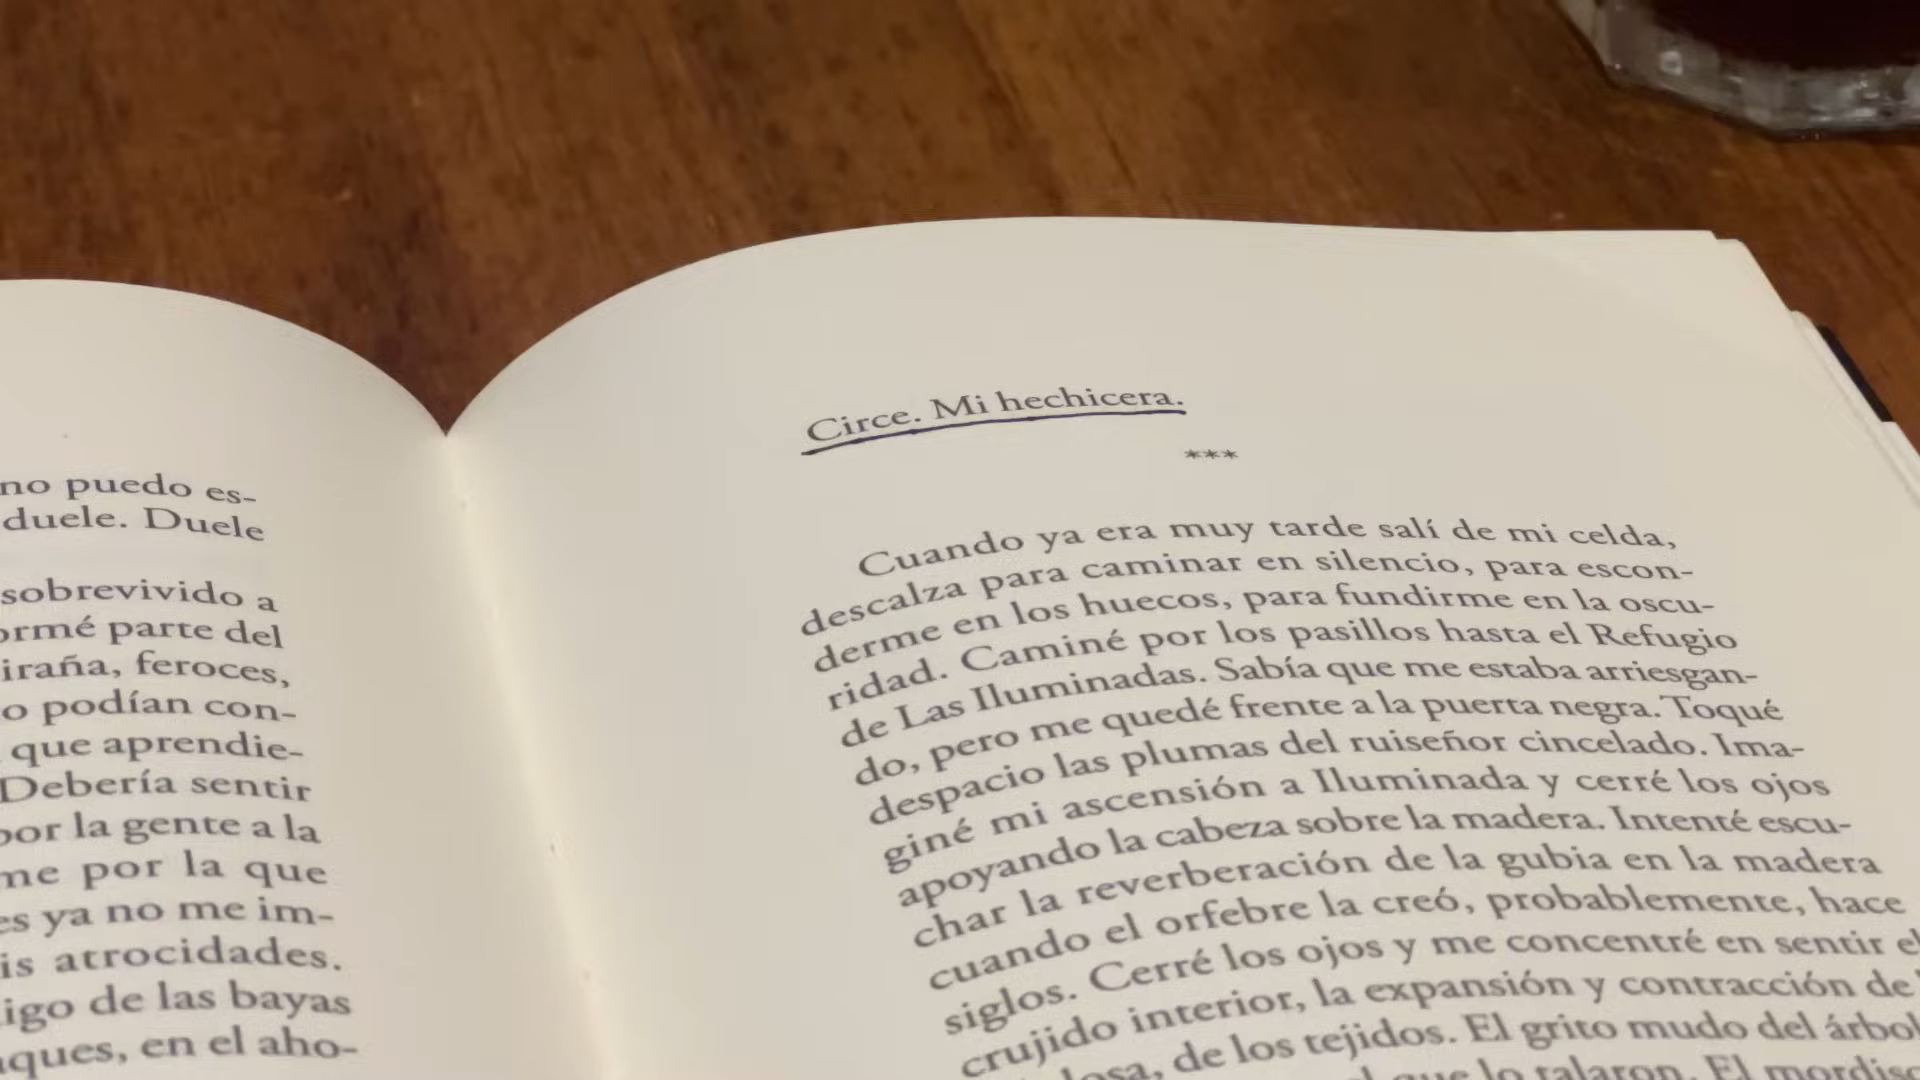 no puedo es-
duele. Duele
sobrevivido a
parte del
feroces,
o podían con-
que aprendie-
Debería sentir
por la gente a la
me por la que
es ya no me im-
is atrocidades.
de las bayas
en el aho-
Circe. Mi hechicera.
***
Cuando ya era muy tarde salí de mi celda,
descalza para caminar en silencio, para escon-
derme en los huecos, para fundirme en la oscu-
ridad. Caminé por los pasillos hasta el Refugio
de Las Iluminadas. Sabía que me estaba arriesgan-
do, pero me quedé frente a la puerta negra. Toqué
despacio las plumas del ruiseñor cincelado. Ima-
giné mi ascensión a Iluminada y cerré los ojos
apoyando la cabeza sobre la madera. Intenté escu-
char la reverberación de la gubia en la madera
cuando el orfebre la creó, probablemente, hace
siglos. Cerré los ojos y me concentré en sentir el
crujido interior, la expansión y contracción de
de los tejidos. El grito mudo del árbol
que lo talaron. El mordisco